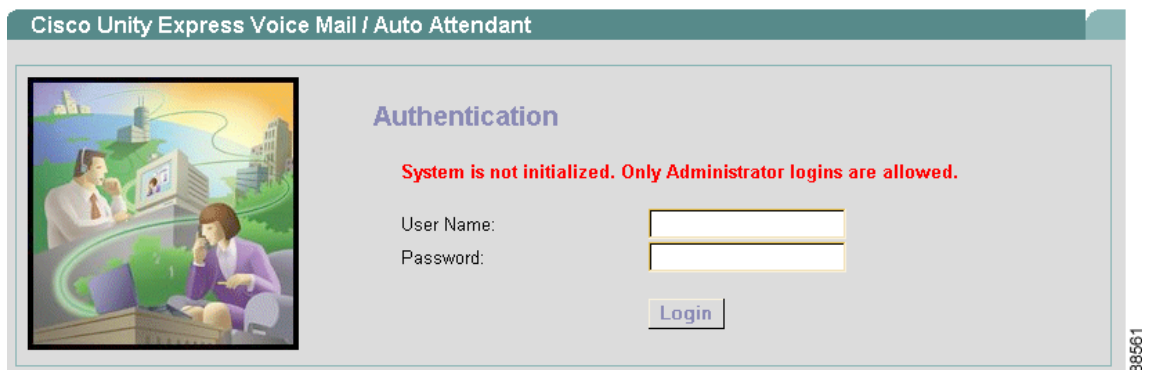 Cisco Unity Express Voice Mail / Auto Attendant
Authentication
System is not initialized. Only Administrator logins are allowed.
User Name:
Password:
Login
88561